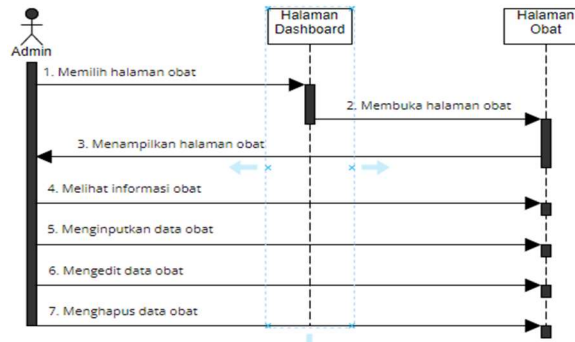 Halaman
Dashboard
Halaman
Obat
Admin
1. Memilih halaman obat
2. Membuka halaman obat
3. Menampilkan halaman obat
4. Melihat informasi obat
5. Menginputkan data obat
6. Mengedit data obat
7. Menghapus data obat